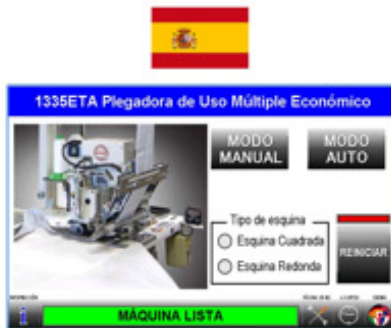 1335ETA Plegadora de Uso Múltiple Económico
MODO
MANUAL
MODO
AUTO
Tipo de esquina
Esquina Cuadrada
Esquina Redonda
REINICIAR
MÁQUINA LISTA